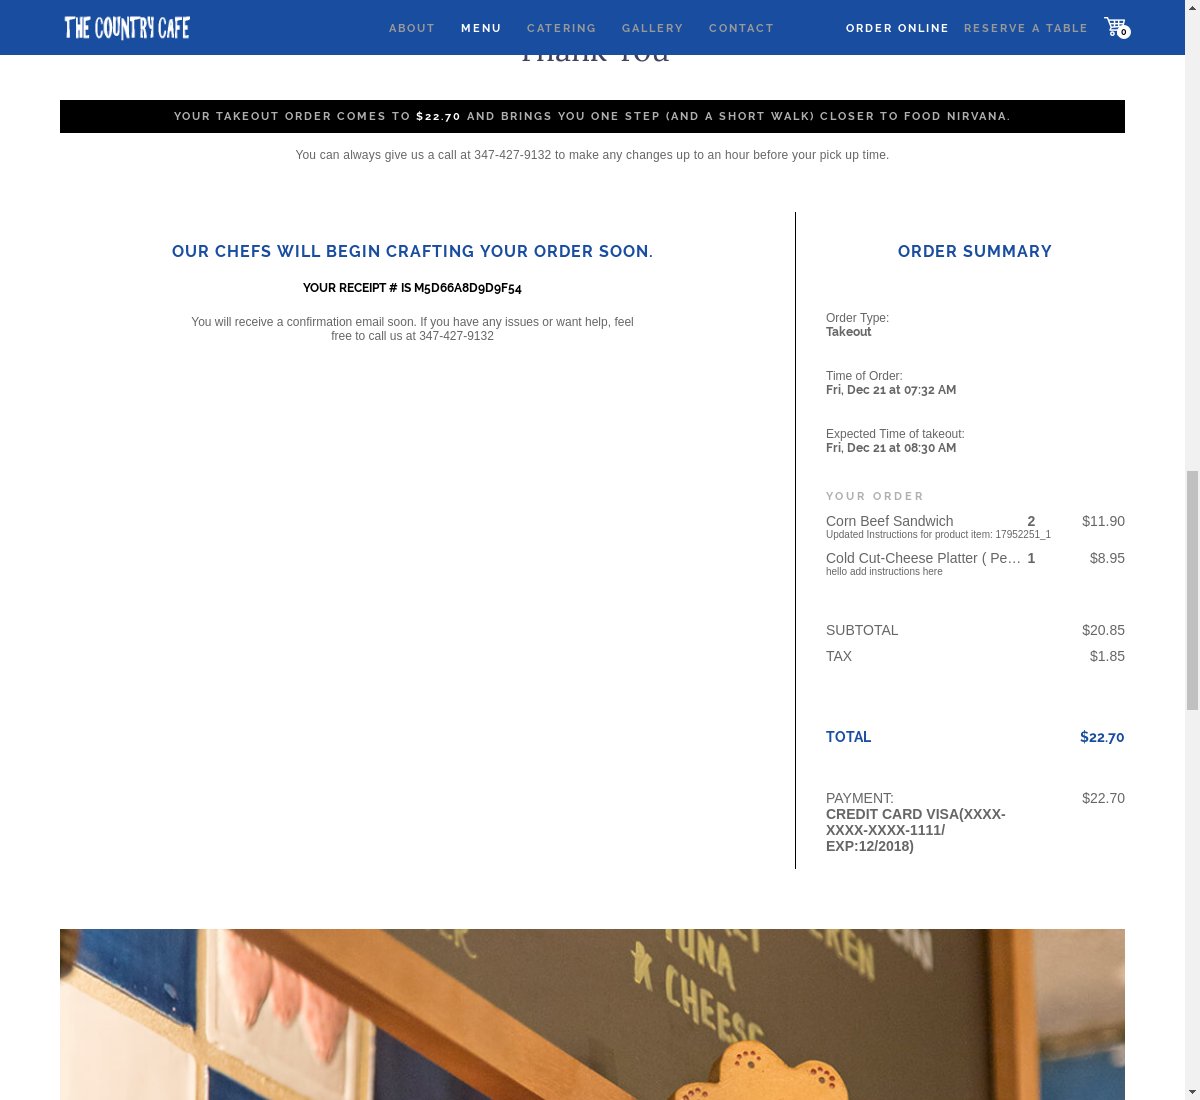 THE COUNTRY CAFE
ABOUT MENU CATERING GALLERY CONTACT ORDER ONLINE RESERVE A TABLE 0
Thank You
YOUR TAKEOUT ORDER COMES TO $22.70 AND BRINGS YOU ONE STEP (AND A SHORT WALK) CLOSER TO FOOD NIRVANA.
You can always give us a call at 347-427-9132 to make any changes up to an hour before your pick up time.
OUR CHEFS WILL BEGIN CRAFTING YOUR ORDER SOON.
YOUR RECEIPT # IS M5D66A8D9D9F54
You will receive a confirmation email soon. If you have any issues or want help, feel
free to call us at 347-427-9132
ORDER SUMMARY
Order Type:
Takeout
Time of Order:
Fri, Dec 21 at 07:32 AM
Expected Time of takeout:
Fri, Dec 21 at 08:30 AM
YOUR ORDER
Corn Beef Sandwich 2 $11.90
Updated Instructions for product item: 17952251_1
Cold Cut-Cheese Platter ( Pe… 1 $8.95
hello add instructions here
SUBTOTAL $20.85
TAX $1.85
TOTAL $22.70
PAYMENT: $22.70
CREDIT CARD VISA(XXXX-
XXXX-XXXX-1111/
EXP:12/2018)
TUNA
CHEESE